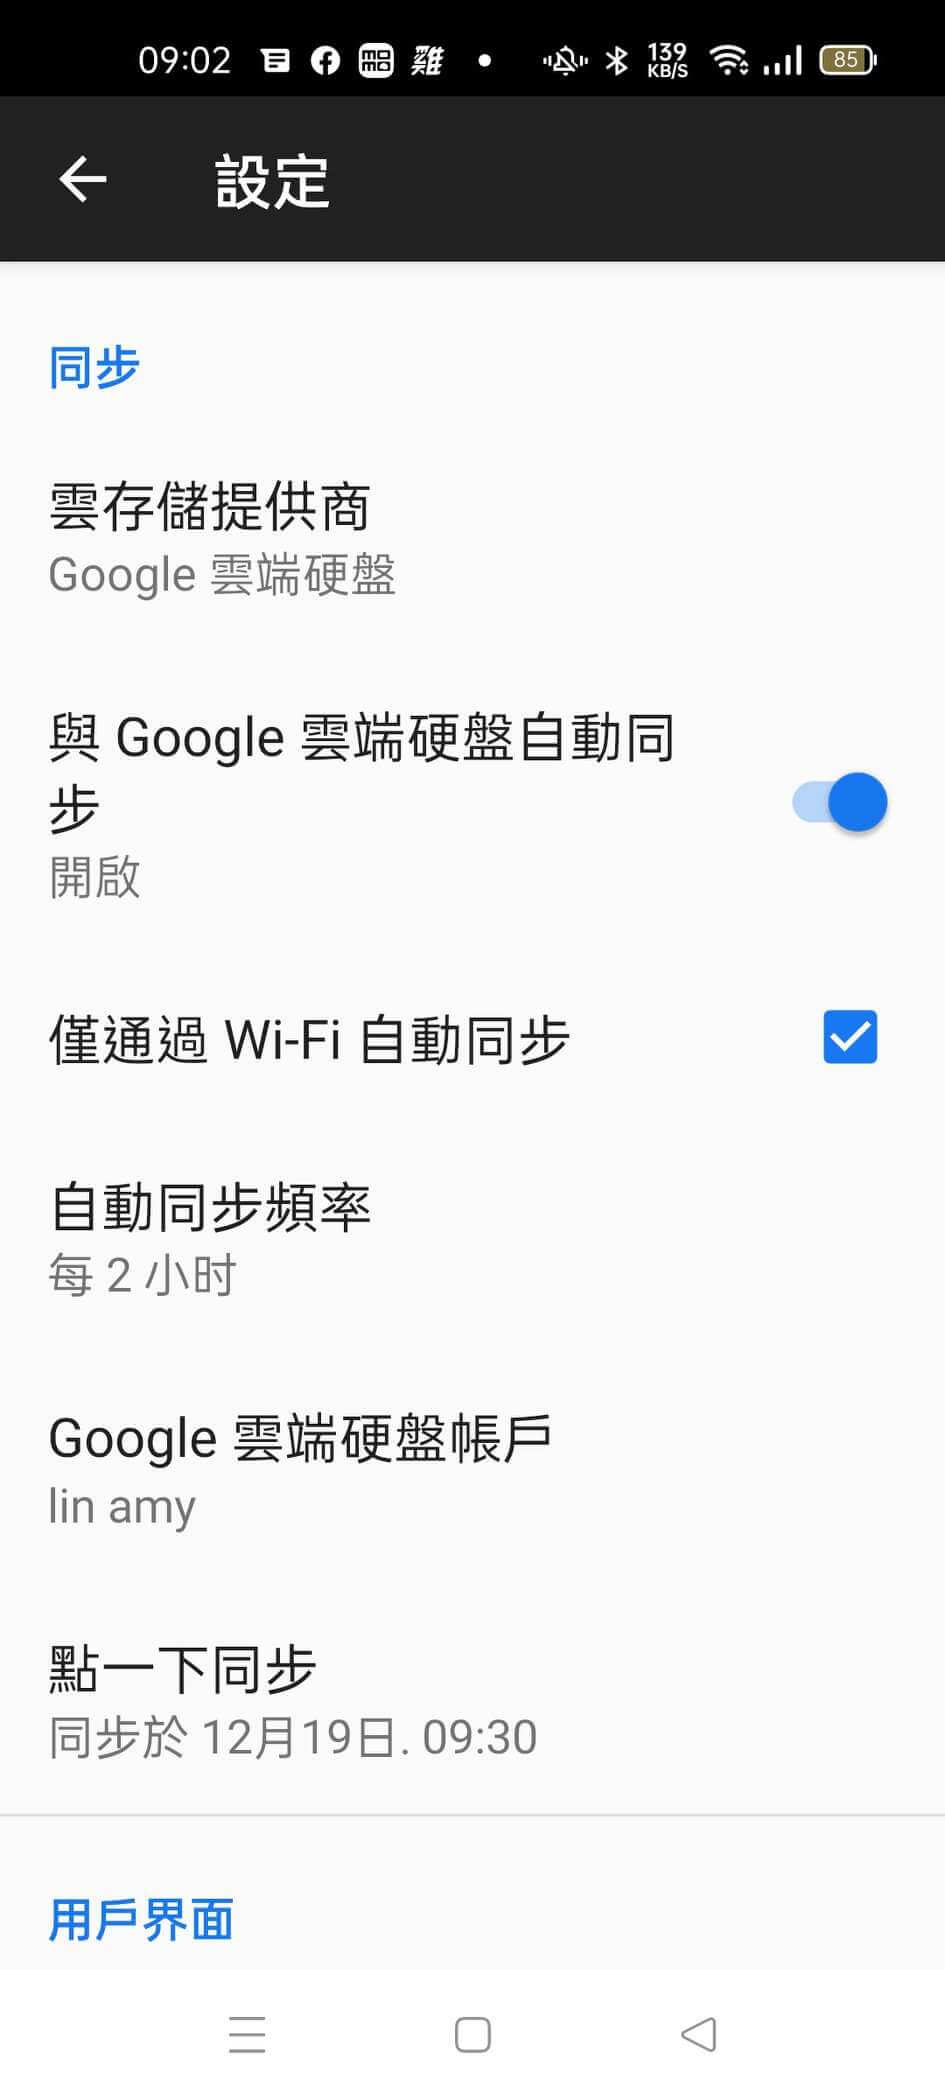 09:02 雞 139 KB/S 85
設定
同步
雲存儲提供商
Google 雲端硬盤
與 Google 雲端硬盤自動同
步
開啟
僅通過 Wi-Fi 自動同步
自動同步頻率
每 2 小时
Google 雲端硬盤帳戶
lin amy
點一下同步
同步於 12月19日. 09:30
用戶界面